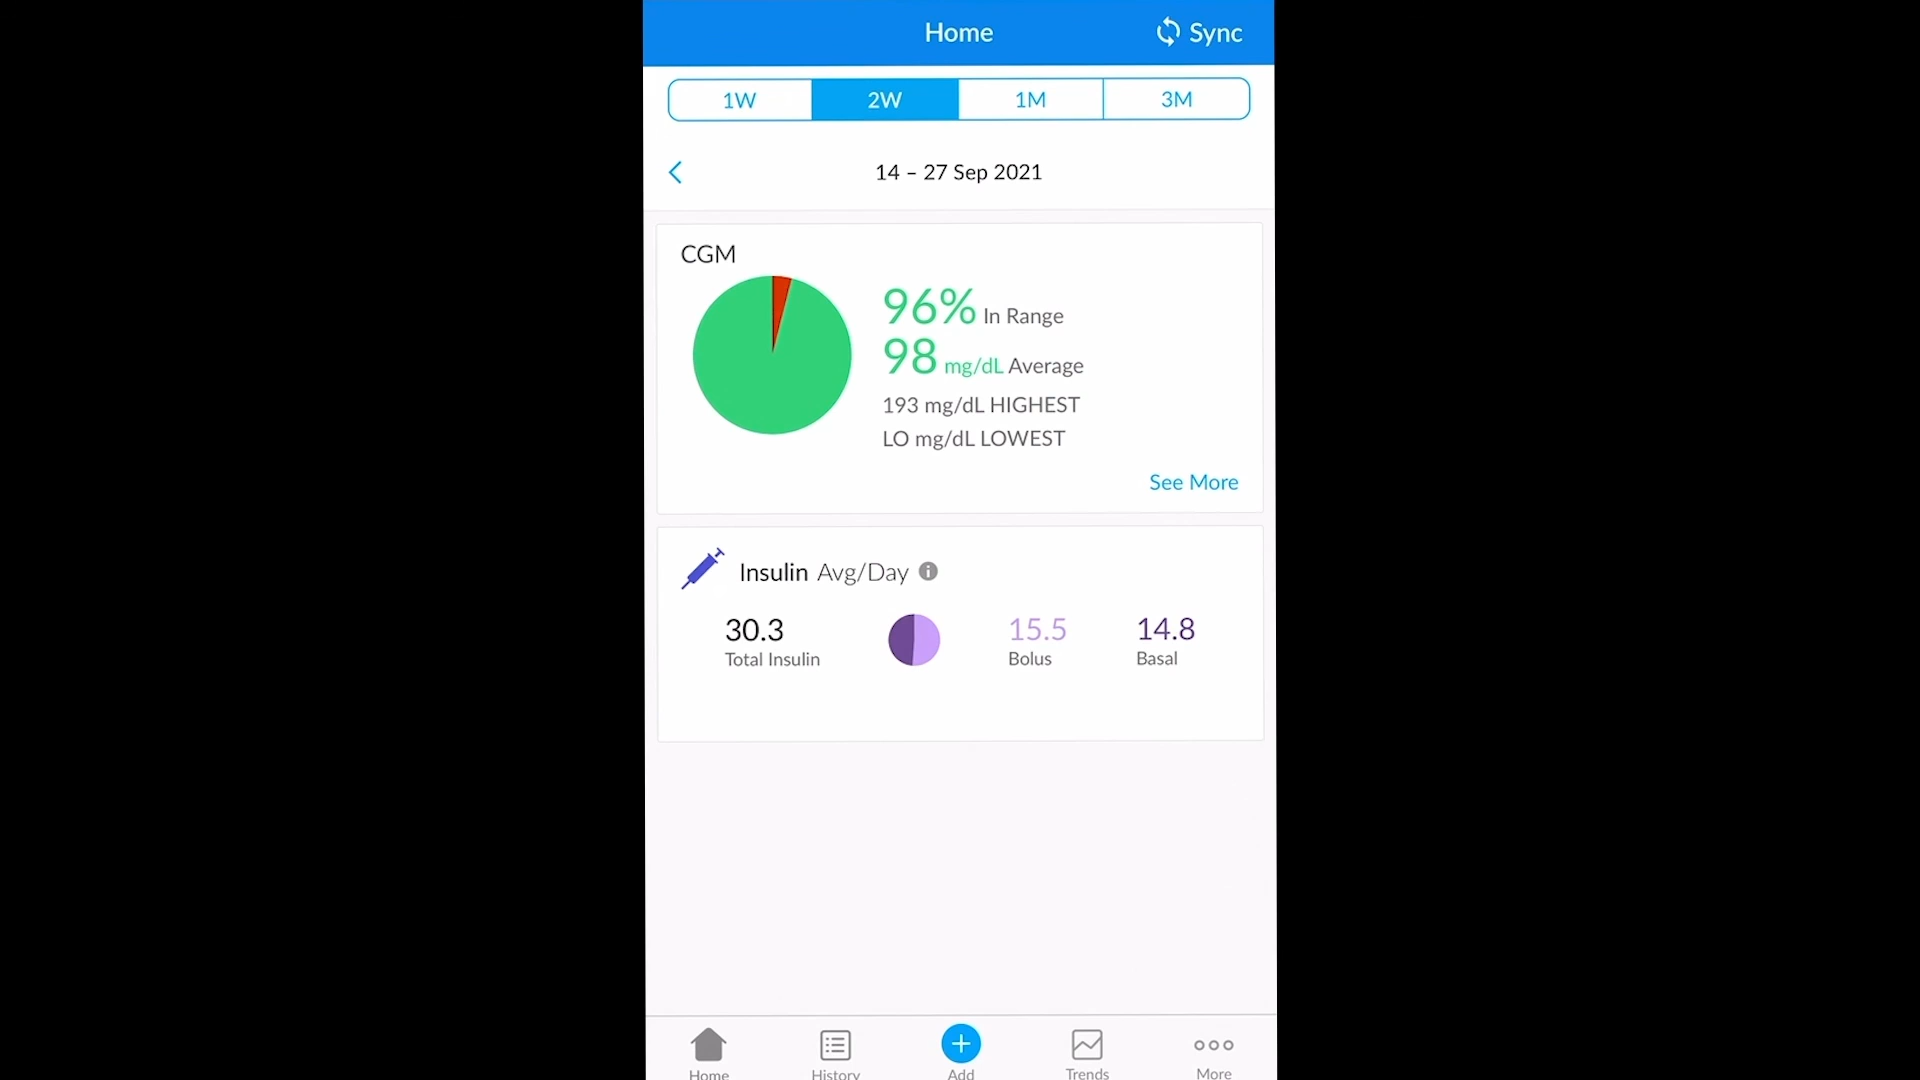 Home
Sync
1W 2W 1M 3M
14 – 27 Sep 2021
CGM
96% In Range
98 mg/dL Average
193 mg/dL HIGHEST
LO mg/dL LOWEST
See More
Insulin Avg/Day
30.3 15.5 14.8
Total Insulin Bolus Basal
Home History Add Trends More